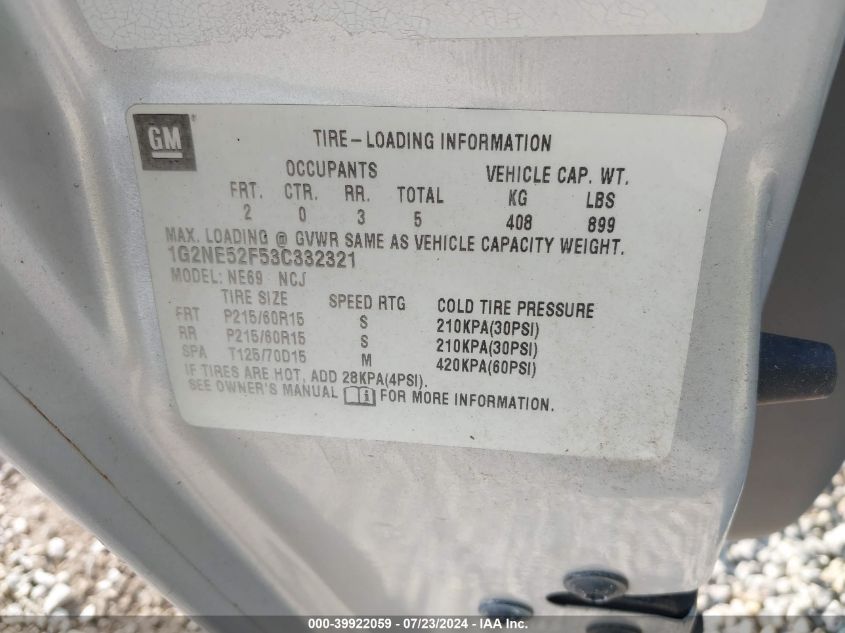 GM
TIRE-LOADING INFORMATION
OCCUPANTS VEHICLE CAP. WT.
FRT. CTR. RR. TOTAL KG LBS
2 0 3 5 408 899
MAX. LOADING @ GVWR SAME AS VEHICLE CAPACITY WEIGHT.
1G2NE52F53C332321
MODEL: NE69 NCJ
TIRE SIZE SPEED RTG COLD TIRE PRESSURE
FRT P215/60R15 S 210KPA(30PSI)
RR P215/60R15 S 210KPA(30PSI)
SPA T125/70D15 M 420KPA(60PSI)
IF TIRES ARE HOT, ADD 28KPA(4PSI).
SEE OWNER'S MANUAL i FOR MORE INFORMATION.
000-39922059 - 07/23/2024 - IAA Inc.